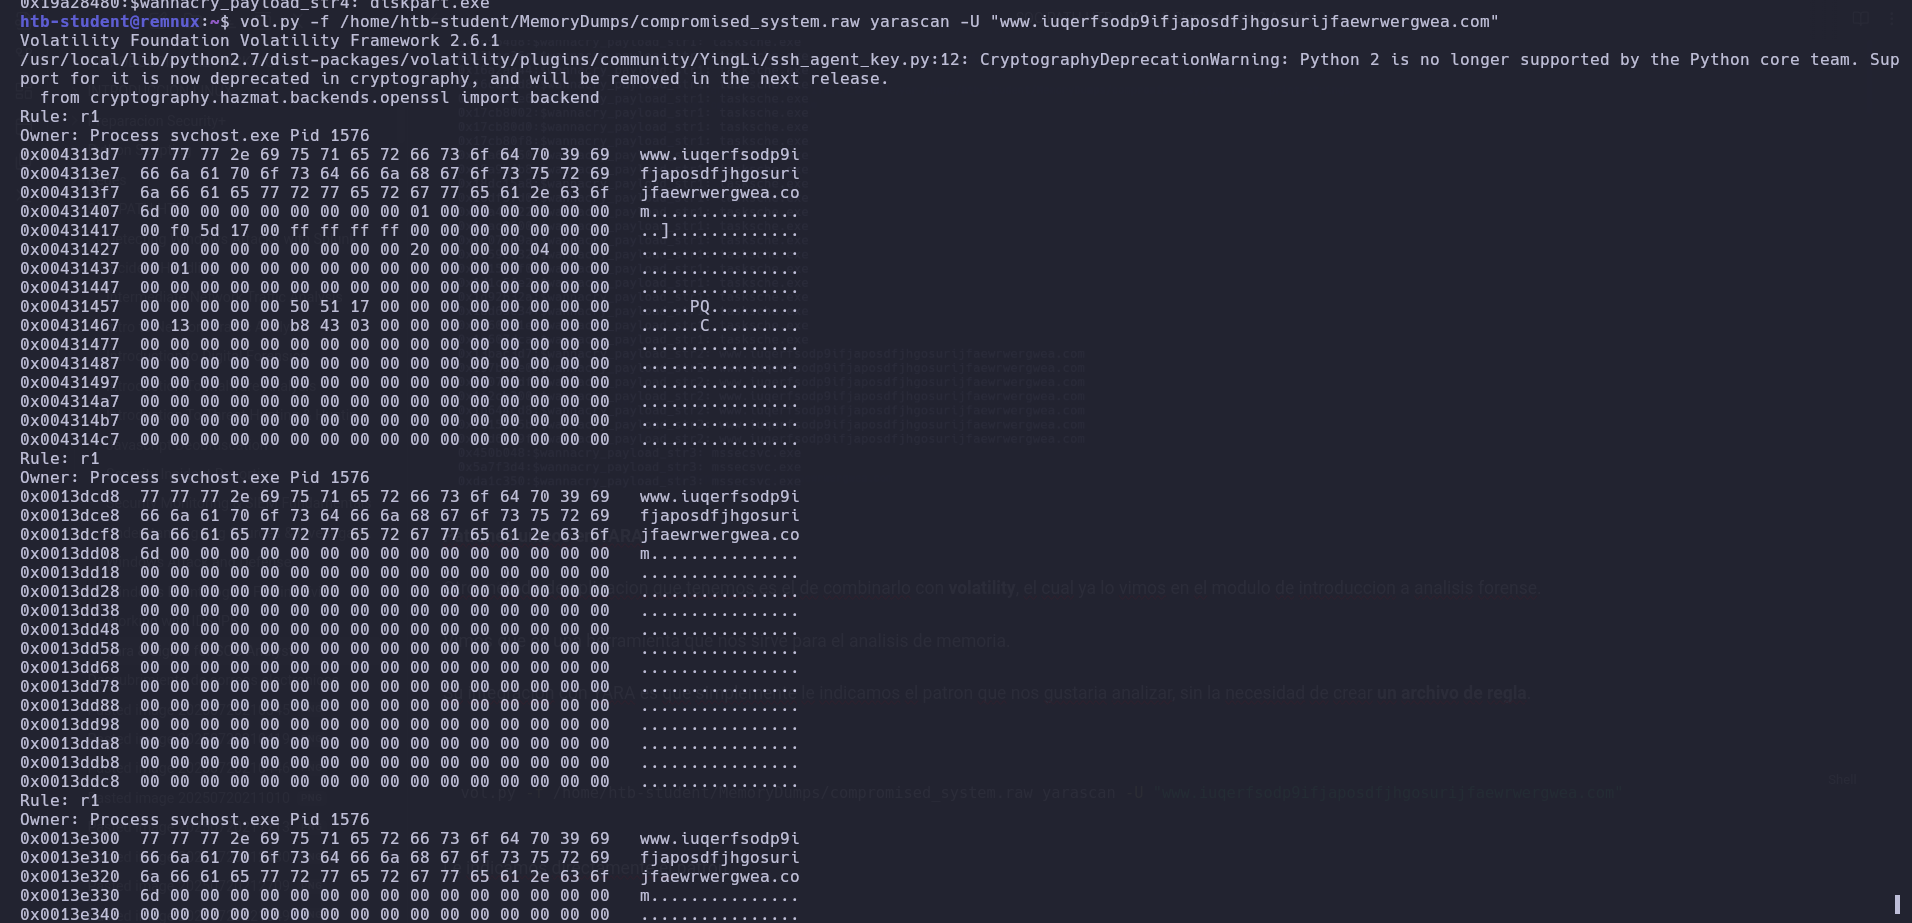 0x19a28480:$wannacry_payload_str4: diskpart.exe
htb-student@remnux:~$ vol.py -f /home/htb-student/MemoryDumps/compromised_system.raw yarascan -U "www.iuqerfsodp9ifjaposdfjhgosurijfaewrwergwea.com"
Volatility Foundation Volatility Framework 2.6.1
/usr/local/lib/python2.7/dist-packages/volatility/plugins/community/YingLi/ssh_agent_key.py:12: CryptographyDeprecationWarning: Python 2 is no longer supported by the Python core team. Sup
port for it is now deprecated in cryptography, and will be removed in the next release.
  from cryptography.hazmat.backends.openssl import backend
Rule: r1
Owner: Process svchost.exe Pid 1576
0x004313d7  77 77 77 2e 69 75 71 65 72 66 73 6f 64 70 39 69   www.iuqerfsodp9i
0x004313e7  66 6a 61 70 6f 73 64 66 6a 68 67 6f 73 75 72 69   fjaposdfjhgosuri
0x004313f7  6a 66 61 65 77 72 77 65 72 67 77 65 61 2e 63 6f   jfaewrwergwea.co
0x00431407  6d 00 00 00 00 00 00 00 00 01 00 00 00 00 00 00   m...............
0x00431417  00 f0 5d 17 00 ff ff ff ff 00 00 00 00 00 00 00   ..].............
0x00431427  00 00 00 00 00 00 00 00 00 20 00 00 00 04 00 00   ................
0x00431437  00 01 00 00 00 00 00 00 00 00 00 00 00 00 00 00   ................
0x00431447  00 00 00 00 00 00 00 00 00 00 00 00 00 00 00 00   ................
0x00431457  00 00 00 00 00 50 51 17 00 00 00 00 00 00 00 00   .....PQ.........
0x00431467  00 13 00 00 00 b8 43 03 00 00 00 00 00 00 00 00   ......C.........
0x00431477  00 00 00 00 00 00 00 00 00 00 00 00 00 00 00 00   ................
0x00431487  00 00 00 00 00 00 00 00 00 00 00 00 00 00 00 00   ................
0x00431497  00 00 00 00 00 00 00 00 00 00 00 00 00 00 00 00   ................
0x004314a7  00 00 00 00 00 00 00 00 00 00 00 00 00 00 00 00   ................
0x004314b7  00 00 00 00 00 00 00 00 00 00 00 00 00 00 00 00   ................
0x004314c7  00 00 00 00 00 00 00 00 00 00 00 00 00 00 00 00   ................
Rule: r1
Owner: Process svchost.exe Pid 1576
0x0013dcd8  77 77 77 2e 69 75 71 65 72 66 73 6f 64 70 39 69   www.iuqerfsodp9i
0x0013dce8  66 6a 61 70 6f 73 64 66 6a 68 67 6f 73 75 72 69   fjaposdfjhgosuri
0x0013dcf8  6a 66 61 65 77 72 77 65 72 67 77 65 61 2e 63 6f   jfaewrwergwea.co
0x0013dd08  6d 00 00 00 00 00 00 00 00 00 00 00 00 00 00 00   m...............
0x0013dd18  00 00 00 00 00 00 00 00 00 00 00 00 00 00 00 00   ................
0x0013dd28  00 00 00 00 00 00 00 00 00 00 00 00 00 00 00 00   ................
0x0013dd38  00 00 00 00 00 00 00 00 00 00 00 00 00 00 00 00   ................
0x0013dd48  00 00 00 00 00 00 00 00 00 00 00 00 00 00 00 00   ................
0x0013dd58  00 00 00 00 00 00 00 00 00 00 00 00 00 00 00 00   ................
0x0013dd68  00 00 00 00 00 00 00 00 00 00 00 00 00 00 00 00   ................
0x0013dd78  00 00 00 00 00 00 00 00 00 00 00 00 00 00 00 00   ................
0x0013dd88  00 00 00 00 00 00 00 00 00 00 00 00 00 00 00 00   ................
0x0013dd98  00 00 00 00 00 00 00 00 00 00 00 00 00 00 00 00   ................
0x0013dda8  00 00 00 00 00 00 00 00 00 00 00 00 00 00 00 00   ................
0x0013ddb8  00 00 00 00 00 00 00 00 00 00 00 00 00 00 00 00   ................
0x0013ddc8  00 00 00 00 00 00 00 00 00 00 00 00 00 00 00 00   ................
Rule: r1
Owner: Process svchost.exe Pid 1576
0x0013e300  77 77 77 2e 69 75 71 65 72 66 73 6f 64 70 39 69   www.iuqerfsodp9i
0x0013e310  66 6a 61 70 6f 73 64 66 6a 68 67 6f 73 75 72 69   fjaposdfjhgosuri
0x0013e320  6a 66 61 65 77 72 77 65 72 67 77 65 61 2e 63 6f   jfaewrwergwea.co
0x0013e330  6d 00 00 00 00 00 00 00 00 00 00 00 00 00 00 00   m...............
0x0013e340  00 00 00 00 00 00 00 00 00 00 00 00 00 00 00 00   ................